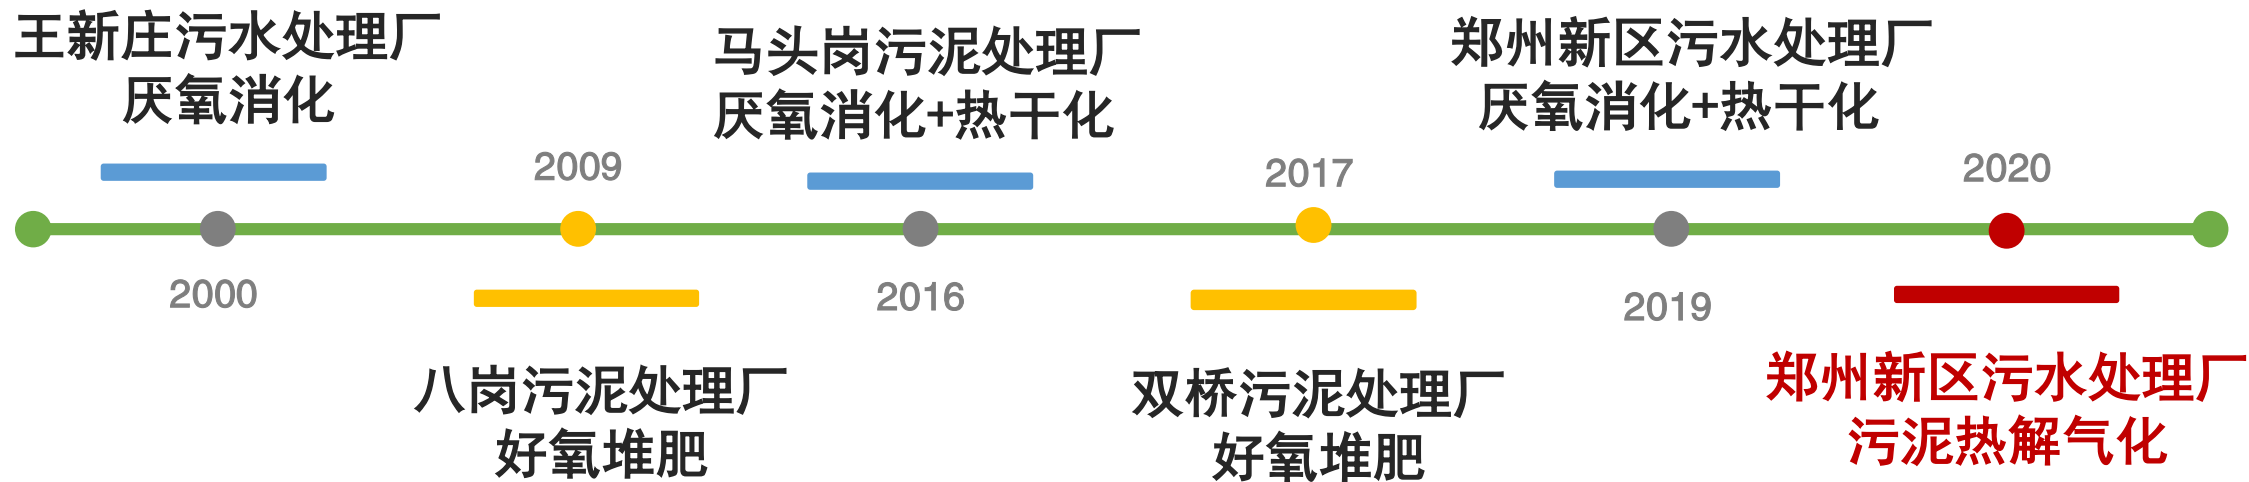 王新庄污水处理厂
厌氧消化
2000
2009
八岗污泥处理厂
好氧堆肥
马头岗污泥处理厂
厌氧消化+热干化
2016
2017
双桥污泥处理厂
好氧堆肥
郑州新区污水处理厂
厌氧消化+热干化
2019
2020
郑州新区污水处理厂
污泥热解气化